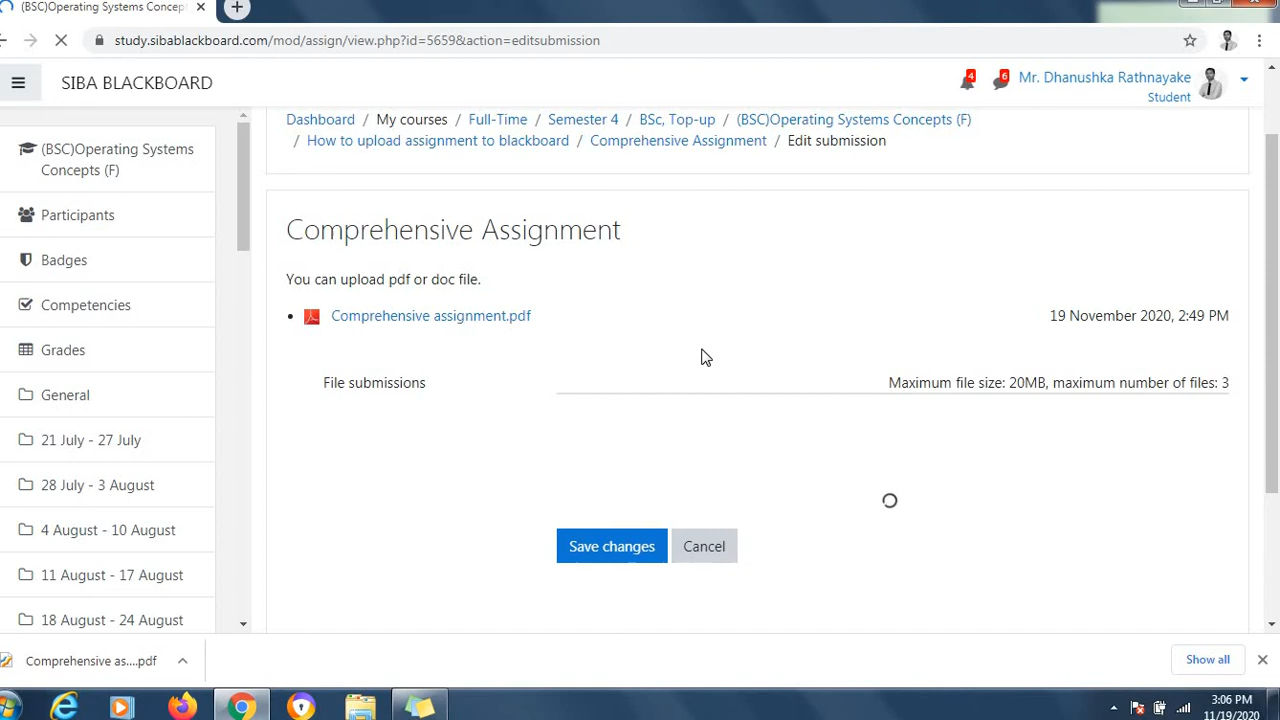 (BSC)Operating Systems Concept
study.sibablackboard.com/mod/assign/view.php?id=5659&action=editsubmission
SIBA BLACKBOARD
4
6
Mr. Dhanushka Rathnayake
Student
Dashboard / My courses / Full-Time / Semester 4 / BSc, Top-up / (BSC)Operating Systems Concepts (F)
/ How to upload assignment to blackboard / Comprehensive Assignment / Edit submission
(BSC)Operating Systems
Concepts (F)
Participants
Badges
Competencies
Grades
General
21 July - 27 July
28 July - 3 August
4 August - 10 August
11 August - 17 August
18 August - 24 August
Comprehensive Assignment
You can upload pdf or doc file.
Comprehensive assignment.pdf
19 November 2020, 2:49 PM
File submissions
Maximum file size: 20MB, maximum number of files: 3
Save changes
Cancel
Comprehensive as....pdf
Show all
3:06 PM
11/19/2020